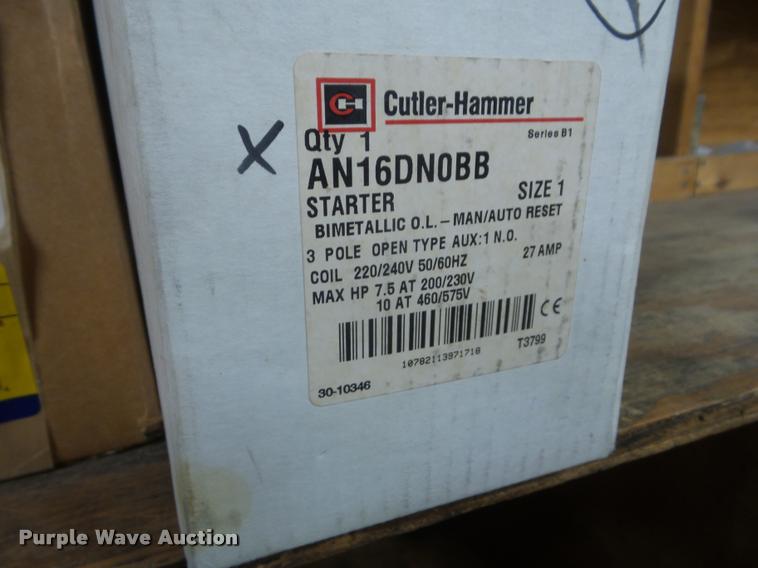 CH Cutler-Hammer
Qty 1 Series B1
AN16DN0BB
STARTER SIZE 1
BIMETALLIC O.L. – MAN/AUTO RESET
3 POLE OPEN TYPE AUX:1 N.O.
COIL 220/240V 50/60HZ 27 AMP
MAX HP 7.5 AT 200/230V
10 AT 460/575V
CE
10782113971718 T3799
30-10346
X
Purple Wave Auction